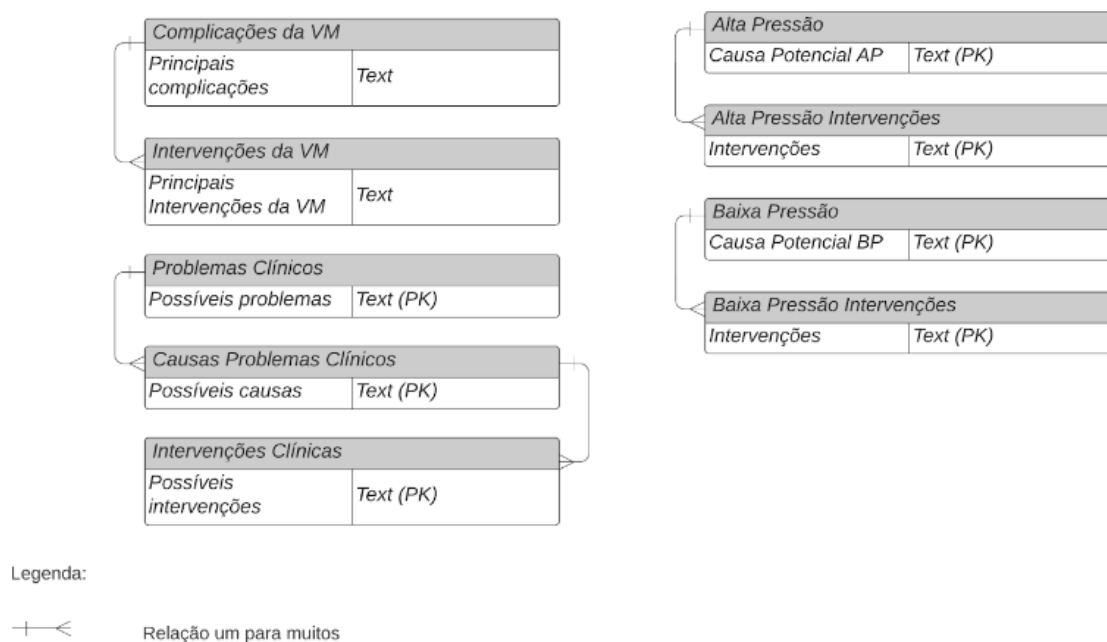 Complicações da VM
Principais
complicações
Text
Intervenções da VM
Principais
Intervenções da VM
Text
Problemas Clínicos
Possíveis problemas
Text (PK)
Causas Problemas Clínicos
Possíveis causas
Text (PK)
Intervenções Clínicas
Possíveis
intervenções
Text (PK)
Alta Pressão
Causa Potencial AP
Text (PK)
Alta Pressão Intervenções
Intervenções
Text (PK)
Baixa Pressão
Causa Potencial BP
Text (PK)
Baixa Pressão Intervenções
Intervenções
Text (PK)
Legenda:
Relação um para muitos